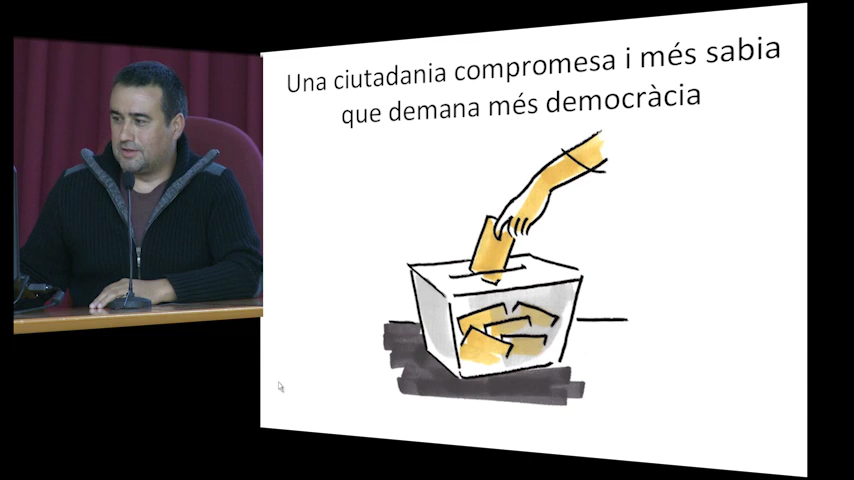 Una ciutadania compromesa i més sabia
que demana més democràcia